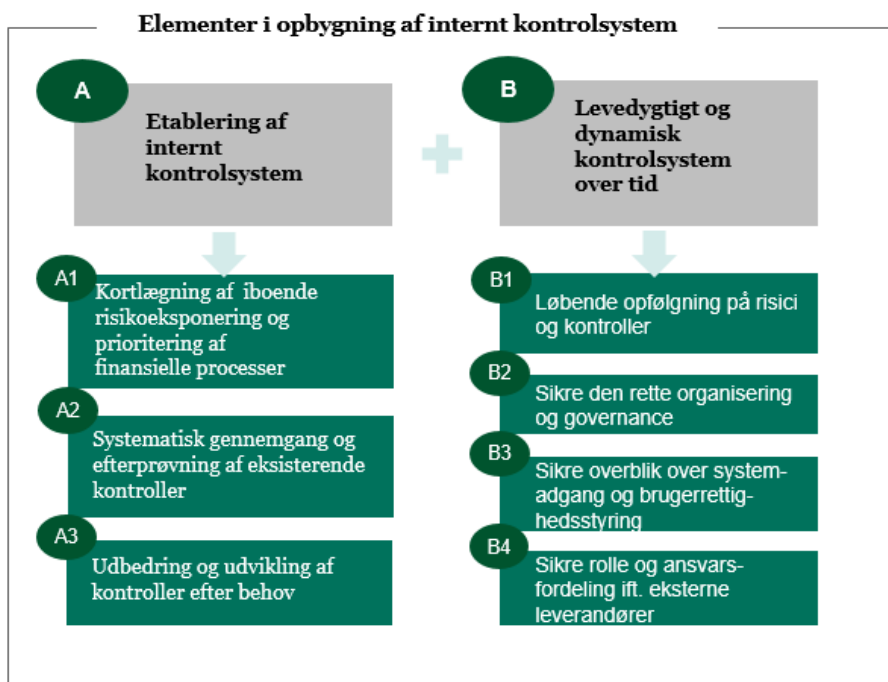 Elementer i opbygning af internt kontrolsystem
A
Etablering af
internt
kontrolsystem
B
Levedygtigt og
dynamisk
kontrolsystem
over tid
A1
Kortlægning af iboende
risikoeksponering og
prioritering af
finansielle processer
A2
Systematisk gennemgang og
efterprøvning af eksisterende
kontroller
A3
Udbedring og udvikling af
kontroller efter behov
B1
Løbende opfølgning på risici
og kontroller
B2
Sikre den rette organisering
og governance
B3
Sikre overblik over system-
adgang og brugerrettig-
hedsstyring
B4
Sikre rolle og ansvars-
fordeling ift. eksterne
leverandører